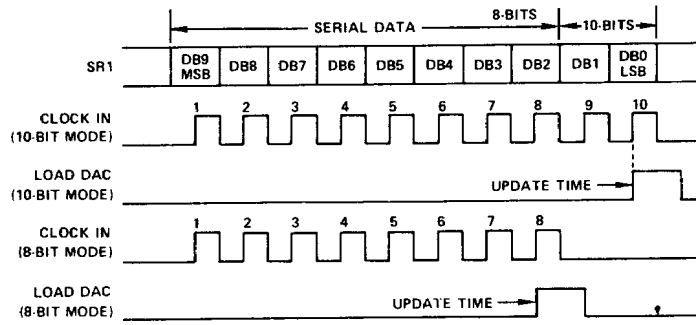 8-BITS
SERIAL DATA
10-BITS
SR1 DB9 MSB DB8 DB7 DB6 DB5 DB4 DB3 DB2 DB1 DB0 LSB
1 2 3 4 5 6 7 8 9 10
CLOCK IN
(10-BIT MODE)
LOAD DAC
(10-BIT MODE)
UPDATE TIME
1 2 3 4 5 6 7 8
CLOCK IN
(8-BIT MODE)
LOAD DAC
(8-BIT MODE)
UPDATE TIME